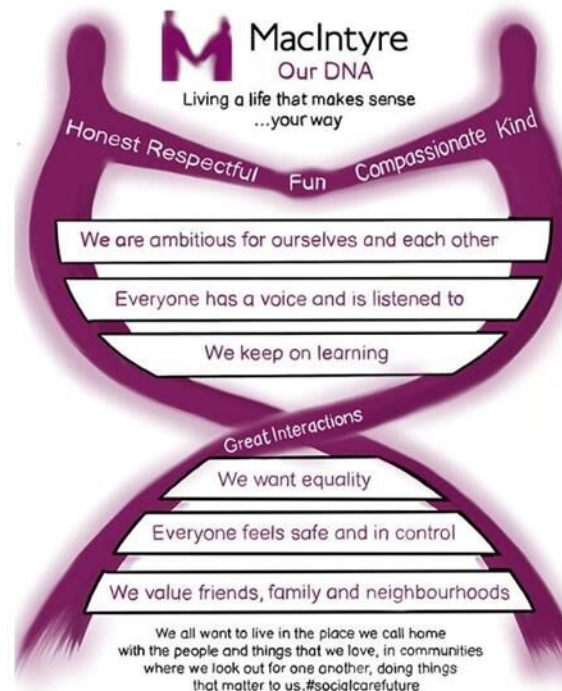 MacIntyre
Our DNA
Living a life that makes sense
...your way
Honest Respectful Fun Compassionate Kind
We are ambitious for ourselves and each other
Everyone has a voice and is listened to
We keep on learning
Great Interactions
We want equality
Everyone feels safe and in control
We value friends, family and neighbourhoods
We all want to live in the place we call home
with the people and things that we love, in communities
where we look out for one another, doing things
that matter to us.#socialcarefuture